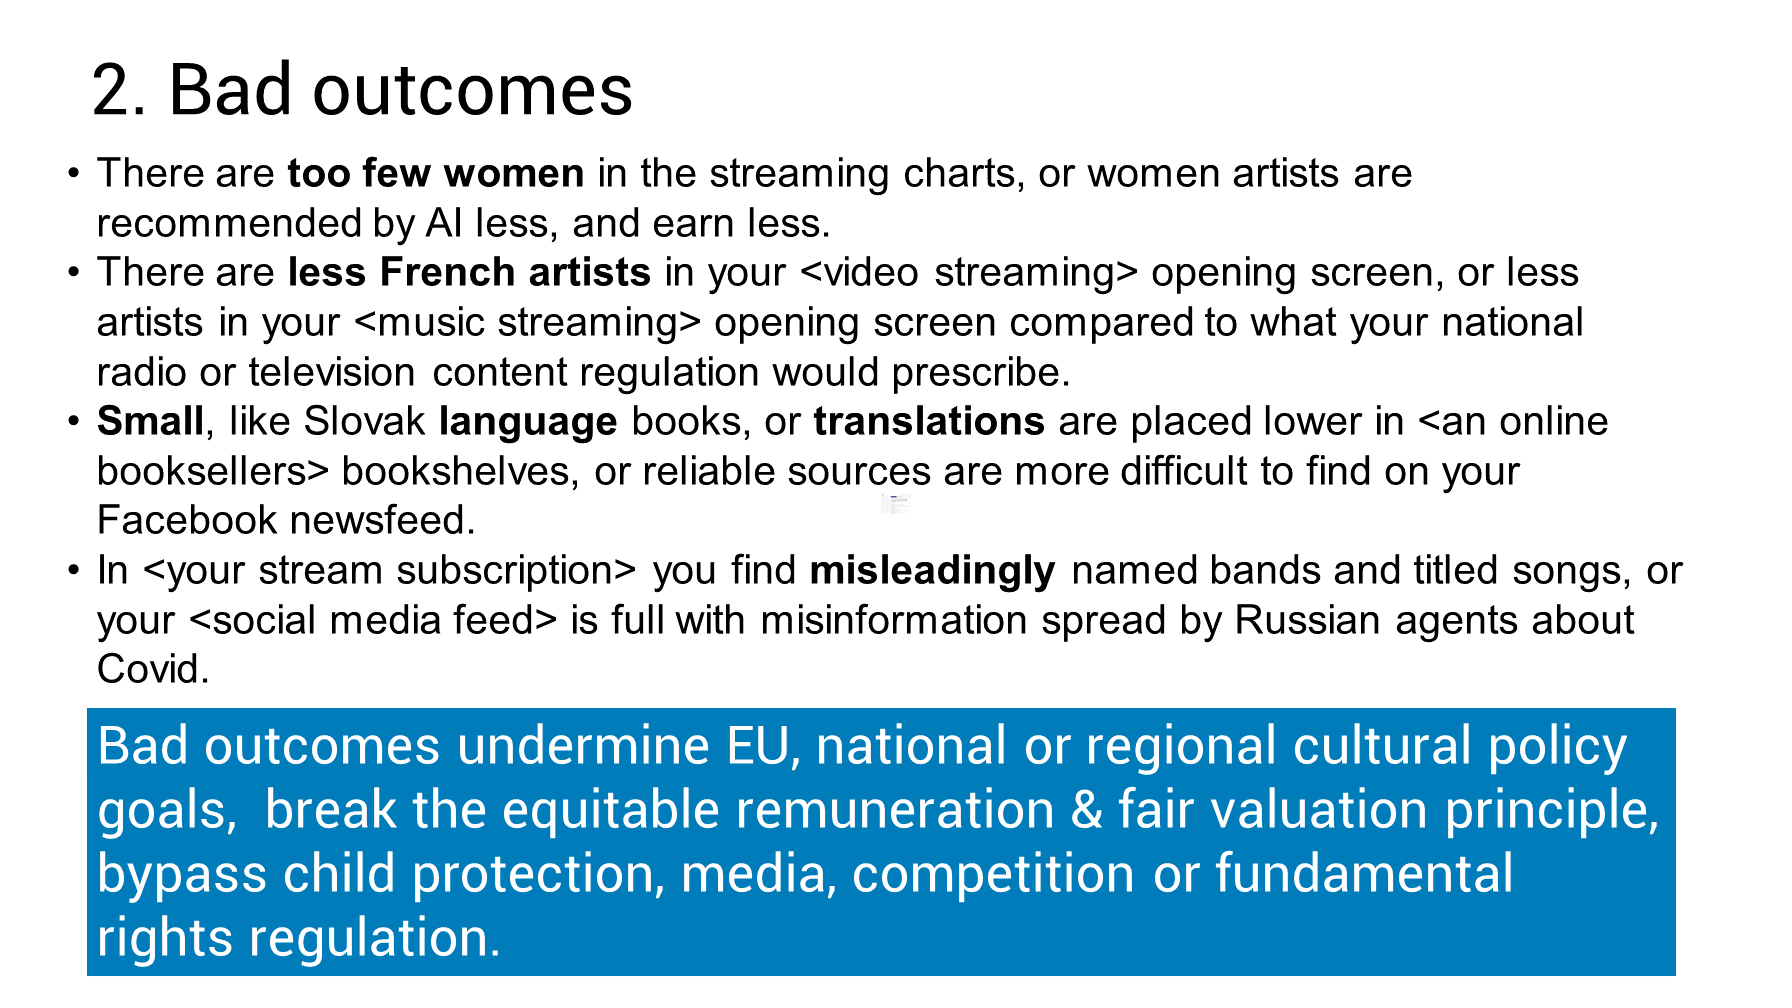 2. Bad outcomes
• There are too few women in the streaming charts, or women artists are
recommended by AI less, and earn less.
• There are less French artists in your <video streaming> opening screen, or less
artists in your <music streaming> opening screen compared to what your national
radio or television content regulation would prescribe.
• Small, like Slovak language books, or translations are placed lower in <an online
booksellers> bookshelves, or reliable sources are more difficult to find on your
Facebook newsfeed.
• In <your stream subscription> you find misleadingly named bands and titled songs, or
your <social media feed> is full with misinformation spread by Russian agents about
Covid.
Bad outcomes undermine EU, national or regional cultural policy
goals, break the equitable remuneration & fair valuation principle,
bypass child protection, media, competition or fundamental
rights regulation.